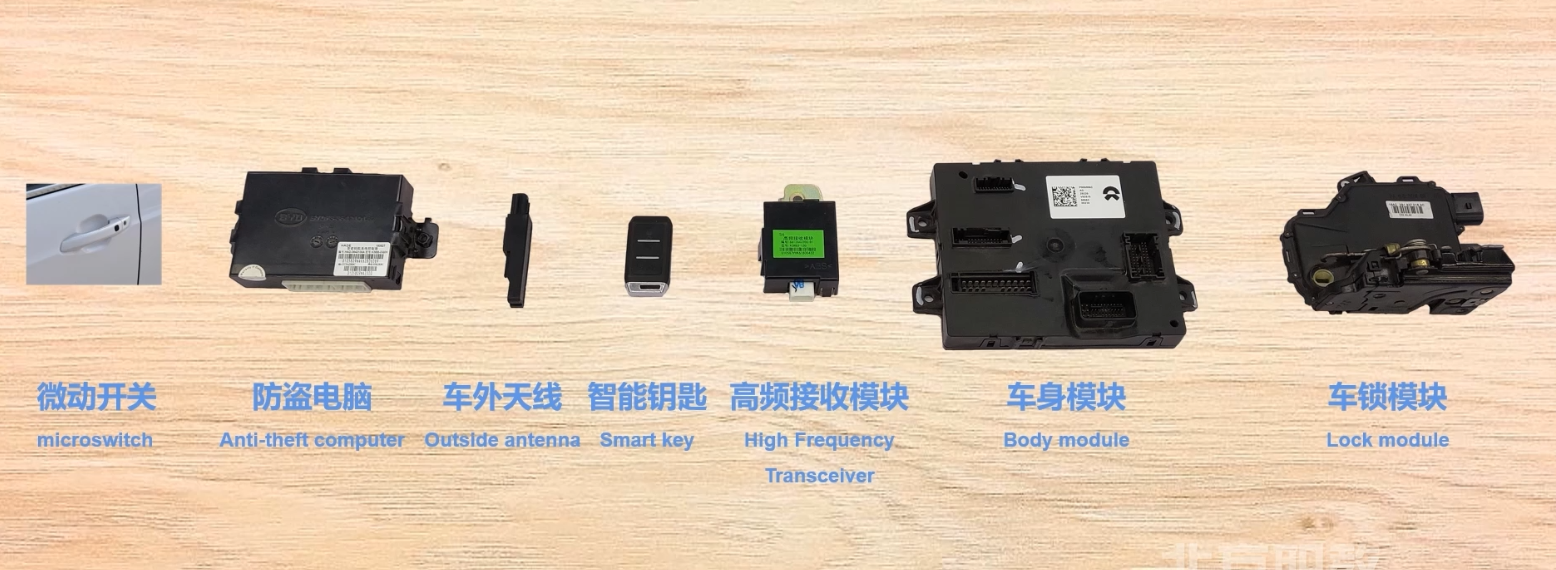 BYD
微动开关
防盗电脑
车外天线
智能钥匙
高频接收模块
车身模块
车锁模块
microswitch
Anti-theft computer
Outside antenna
Smart key
High Frequency
Transceiver
Body module
Lock module